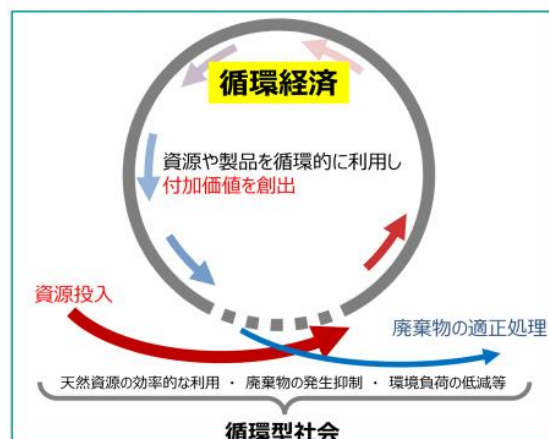 循環経済
資源や製品を循環的に利用し
付加価値を創出
資源投入
廃棄物の適正処理
天然資源の効率的な利用 ・ 廃棄物の発生抑制 ・ 環境負荷の低減等
循環型社会